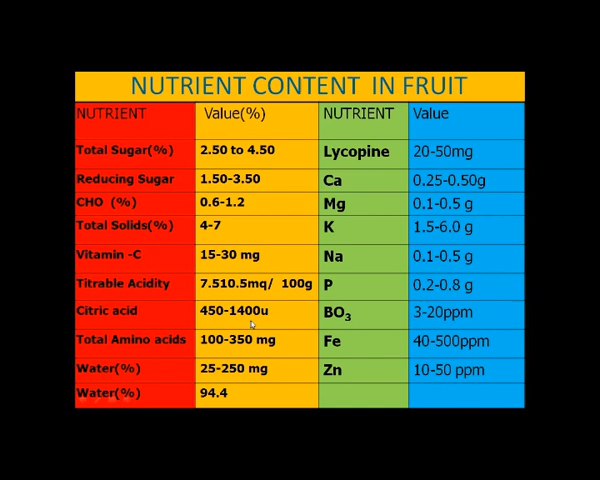 NUTRIENT CONTENT IN FRUIT
NUTRIENT Value(%) NUTRIENT Value
Total Sugar(%) 2.50 to 4.50 Lycopine 20-50mg
Reducing Sugar 1.50-3.50 Ca 0.25-0.50g
CHO (%) 0.6-1.2 Mg 0.1-0.5 g
Total Solids(%) 4-7 K 1.5-6.0 g
Vitamin -C 15-30 mg Na 0.1-0.5 g
Titrable Acidity 7.510.5mq/ 100g P 0.2-0.8 g
Citric acid 450-1400u BO3 3-20ppm
Total Amino acids 100-350 mg Fe 40-500ppm
Water(%) 25-250 mg Zn 10-50 ppm
Water(%) 94.4